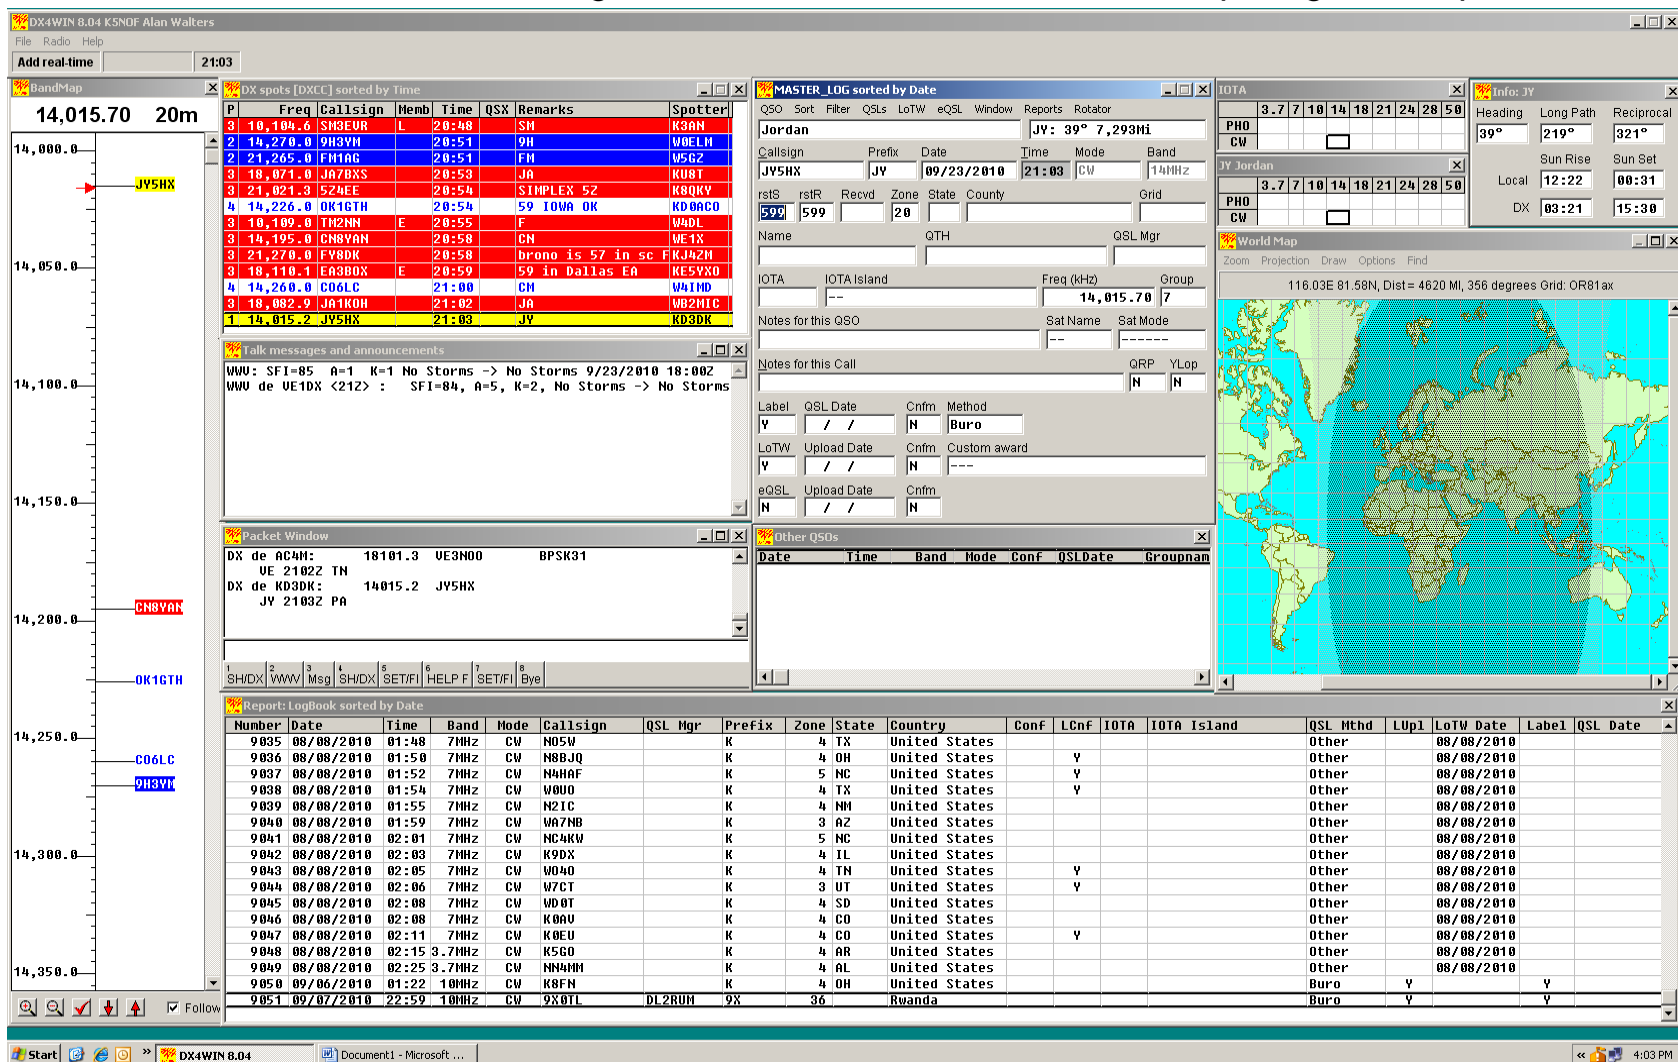 DX4WIN 8.04 K5NOF Alan Walters
File Radio Help
Add real-time 21:03
BandMap
14,015.70 20m
14,000.0
JY5HX
14,050.0
14,100.0
14,150.0
CN8YAN
14,200.0
OK1GTH
14,250.0
CO6LC
9H3YM
14,300.0
14,350.0
Follow
DX spots [DXCC] sorted by Time
P Freq Callsign Memb Time QSX Remarks Spotter
3 10,104.6 SM3EVR L 20:48 SM K3AN
2 14,270.0 9H3YM 20:51 9H W0ELM
2 21,265.0 FM1AG 20:51 FM W5GZ
3 18,071.0 JA7BXS 20:53 JA KU8T
3 21,021.3 5Z4EE 20:54 SIMPLEX 5Z K8QKY
4 14,226.0 OK1GTH 20:54 59 IOWA OK KD0ACO
3 10,109.0 TM2NN E 20:55 F W4DL
3 14,195.0 CN8YAN 20:58 CN WE1X
3 21,270.0 FY8DK 20:58 brono is 57 in sc F KJ4ZM
3 18,110.1 EA3BOX E 20:59 59 in Dallas EA KE5YXO
4 14,260.0 CO6LC 21:00 CM W4IMD
3 18,082.9 JA1KOH 21:02 JA WB2MIC
1 14,015.2 JY5HX 21:03 JY KD3DK
Talk messages and announcements
WWV: SFI=85 A=1 K=1 No Storms -> No Storms 9/23/2010 18:00Z
WWV de VE1DX <21Z> : SFI=84, A=5, K=2, No Storms -> No Storms
Packet Window
DX de AC4M: 18101.3 VE3NOO BPSK31
VE 2102Z TN
DX de KD3DK: 14015.2 JY5HX
JY 2103Z PA
1 2 3 4 5 6 7 8
SH/DX WWV Msg SH/DX SET/FI HELP F SET/FI Bye
MASTER_LOG sorted by Date
QSO Sort Filter QSLs LoTW eQSL Window Reports Rotator
Jordan JY: 39° 7,293Mi
Callsign Prefix Date Time Mode Band
JY5HX JY 09/23/2010 21:03 CW 14MHz
rstS rstR Recvd Zone State County Grid
599 599 20
Name QTH QSL Mgr
IOTA IOTA Island Freq (kHz) Group
-- 14,015.70 7
Notes for this QSO Sat Name Sat Mode
-- ------
Notes for this Call QRP YLop
N N
Label QSL Date Cnfm Method
Y / / N Buro
LoTW Upload Date Cnfm Custom award
Y / / N ---
eQSL Upload Date Cnfm
N / / N
Other QSOs
Date Time Band Mode Conf QSLDate Groupnam
IOTA
3.7 7 10 14 18 21 24 28 50
PHO
CW
JY Jordan
3.7 7 10 14 18 21 24 28 50
PHO
CW
Info: JY
Heading Long Path Reciprocal
39° 219° 321°
Sun Rise Sun Set
Local 12:22 00:31
DX 03:21 15:30
World Map
Zoom Projection Draw Options Find
116.03E 81.58N, Dist= 4620 MI, 356 degrees Grid: OR81ax
Report: LogBook sorted by Date
Number Date Time Band Mode Callsign QSL Mgr Prefix Zone State Country Conf LCnf IOTA IOTA Island QSL Mthd LUpl LoTW Date Label QSL Date
9035 08/08/2010 01:48 7MHz CW NO5W K 4 TX United States Other 08/08/2010
9036 08/08/2010 01:50 7MHz CW N8BJQ K 4 OH United States Y Other 08/08/2010
9037 08/08/2010 01:52 7MHz CW N4HAF K 5 NC United States Y Other 08/08/2010
9038 08/08/2010 01:54 7MHz CW W0UO K 4 TX United States Y Other 08/08/2010
9039 08/08/2010 01:55 7MHz CW N2IC K 4 NM United States Other 08/08/2010
9040 08/08/2010 01:59 7MHz CW WA7NB K 3 AZ United States Other 08/08/2010
9041 08/08/2010 02:01 7MHz CW NC4KW K 5 NC United States Other 08/08/2010
9042 08/08/2010 02:03 7MHz CW K9DX K 4 IL United States Other 08/08/2010
9043 08/08/2010 02:05 7MHz CW WO4O K 4 TN United States Y Other 08/08/2010
9044 08/08/2010 02:06 7MHz CW W7CT K 3 UT United States Y Other 08/08/2010
9045 08/08/2010 02:08 7MHz CW WD0T K 4 SD United States Other 08/08/2010
9046 08/08/2010 02:08 7MHz CW K0AV K 4 CO United States Other 08/08/2010
9047 08/08/2010 02:11 7MHz CW K0EU K 4 CO United States Y Other 08/08/2010
9048 08/08/2010 02:15 3.7MHz CW K5GO K 4 AR United States Other 08/08/2010
9049 08/08/2010 02:25 3.7MHz CW NN4MM K 4 AL United States Other 08/08/2010
9050 09/06/2010 01:22 10MHz CW K8FN K 4 OH United States Buro Y Y
9051 09/07/2010 22:59 10MHz CW 9X0TL DL2RUM 9X 36 Rwanda Buro Y Y
Start » DX4WIN 8.04 Document1 - Microsoft ... « 4:03 PM